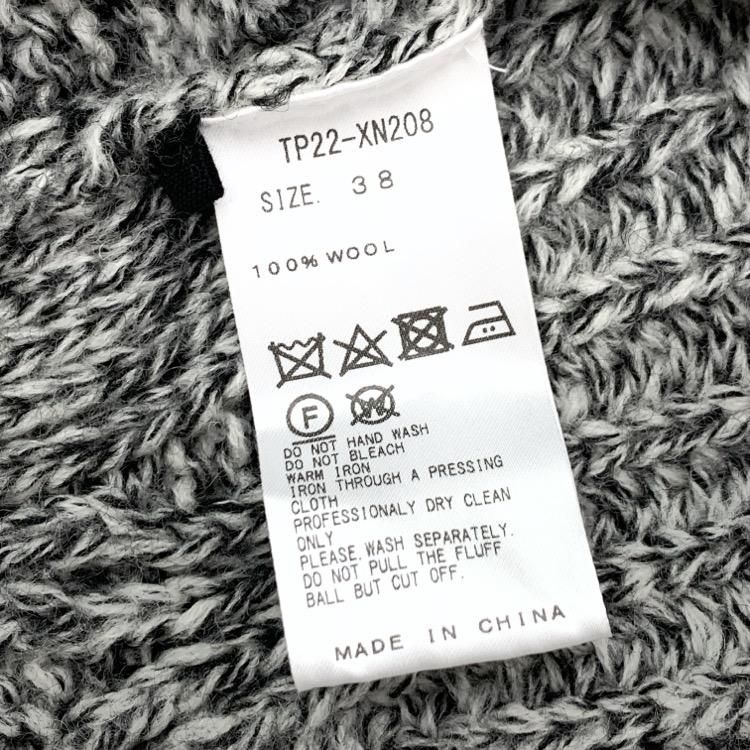 TP22-XN208
SIZE. 38
100% WOOL
F W
DO NOT HAND WASH
DO NOT BLEACH
WARM IRON
IRON THROUGH A PRESSING
CLOTH
PROFESSIONALY DRY CLEAN
ONLY
PLEASE WASH SEPARATELY.
DO NOT PULL THE FLUFF
BALL BUT CUT OFF.
MADE IN CHINA